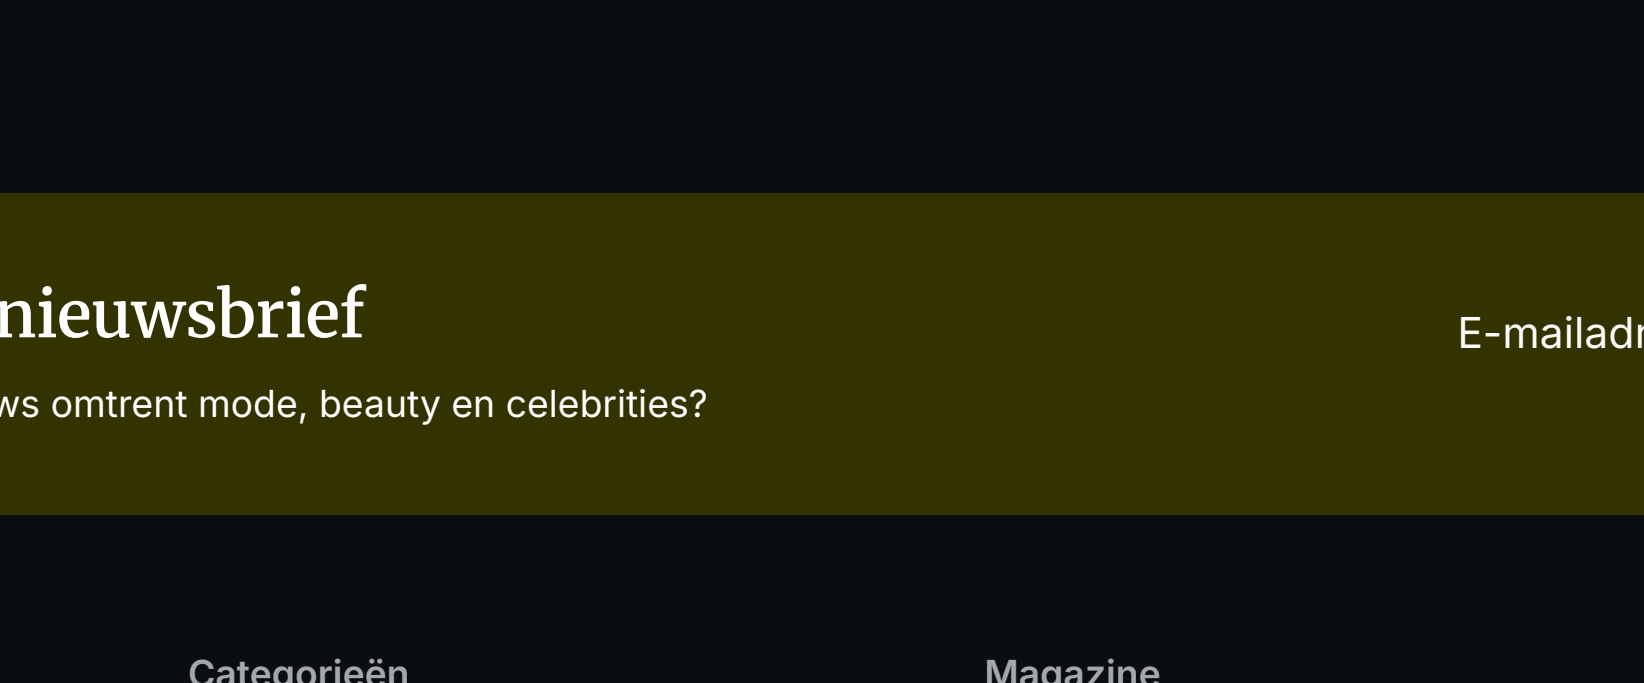 nieuwsbrief
ws omtrent mode, beauty en celebrities?
E-mailadr
Categorieën
Magazine